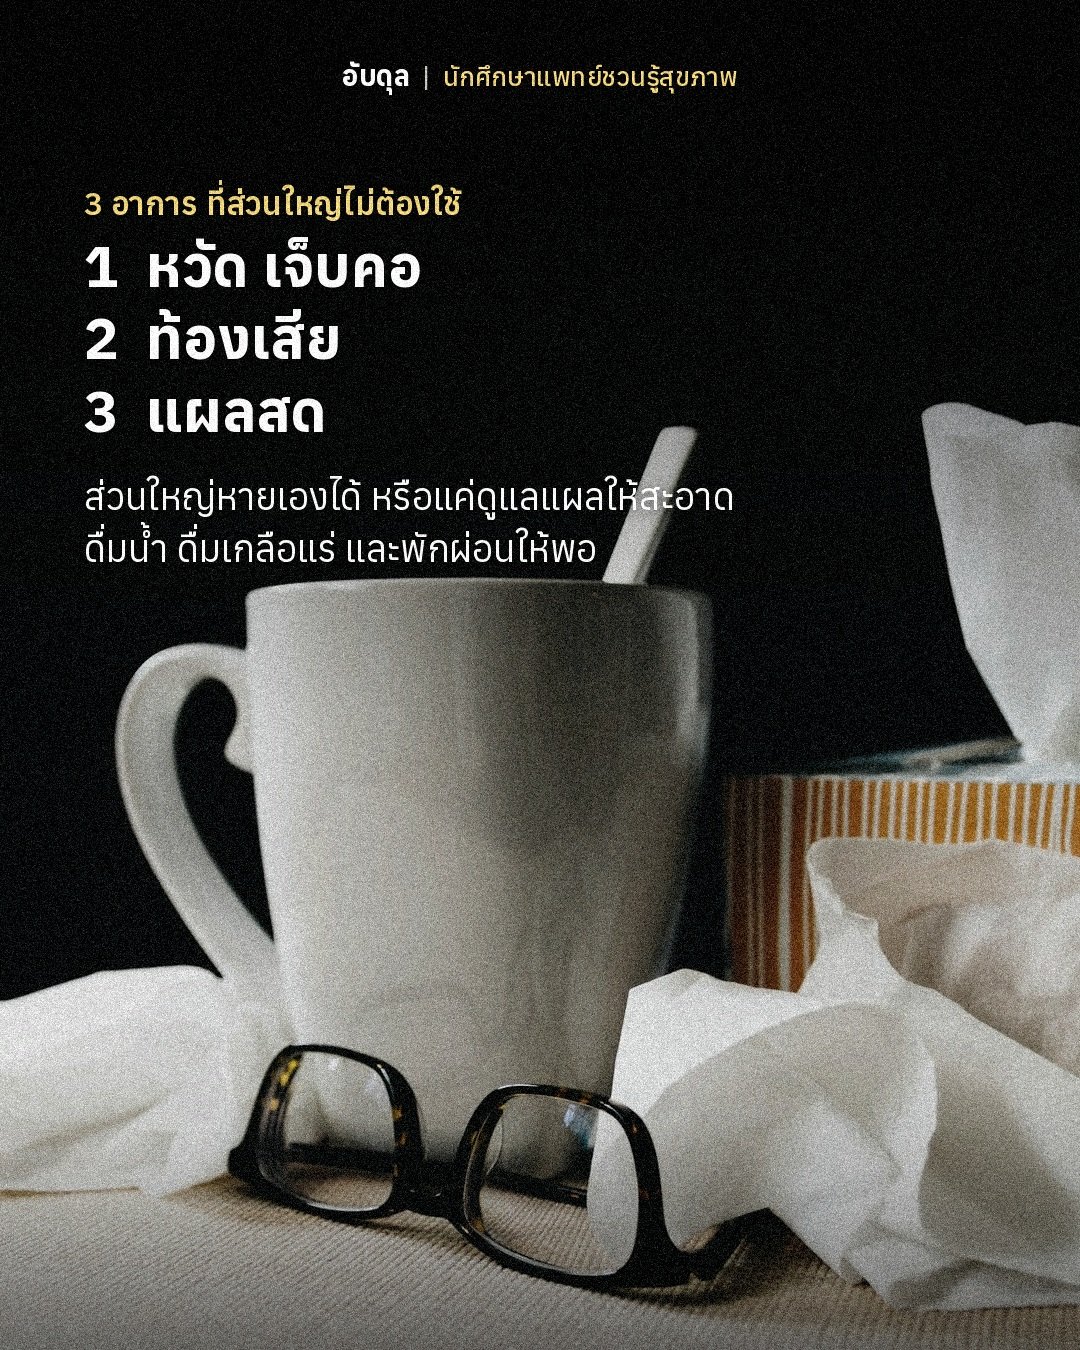 อับดุล | นักศึกษาแพทย์ชวนรู้สุขภาพ
3 อาการ ที่ส่วนใหญ่ไม่ต้องใช้
1 หวัด เจ็บคอ
2 ท้องเสีย
3 แผลสด
ส่วนใหญ่หายเองได้ หรือแค่ดูแลแผลให้สะอาด
ดื่มน้ำ ดื่มเกลือแร่ และพักผ่อนให้พอ